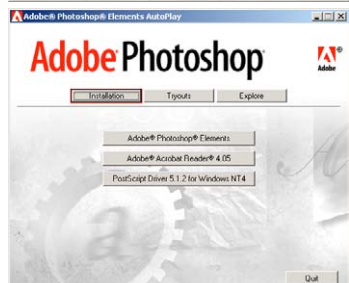 Adobe® Photoshop® Elements AutoPlay
Adobe® Photoshop®
Adobe®
Installation Tryouts Explore
Adobe® Photoshop® Elements
Adobe® Acrobat Reader® 4.05
PostScript Driver 5.1.2 for Windows NT4
Quit